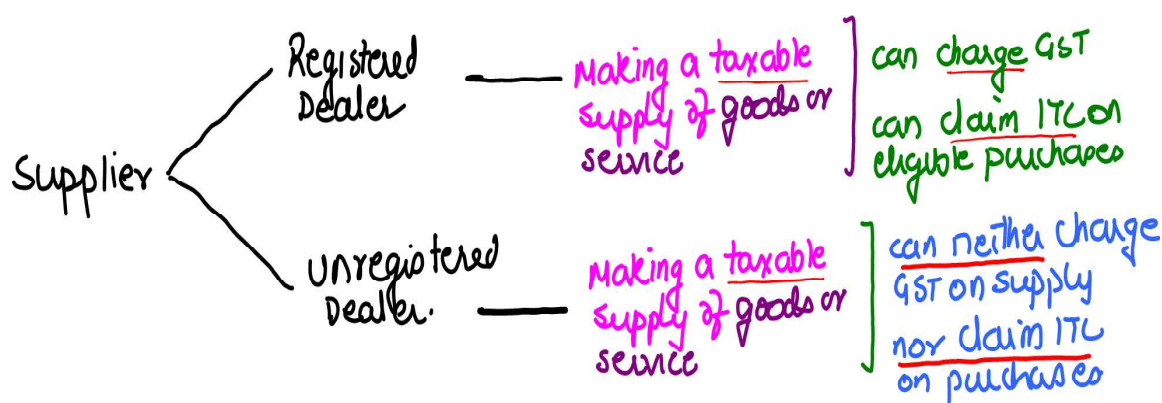 Supplier
Registered
Dealer
Making a taxable
supply of goods or
service
can charge GST
can claim ITC on
eligible purchases
Unregistered
Dealer.
Making a taxable
supply of goods or
service
can neither charge
GST on supply
nor claim ITC
on purchases